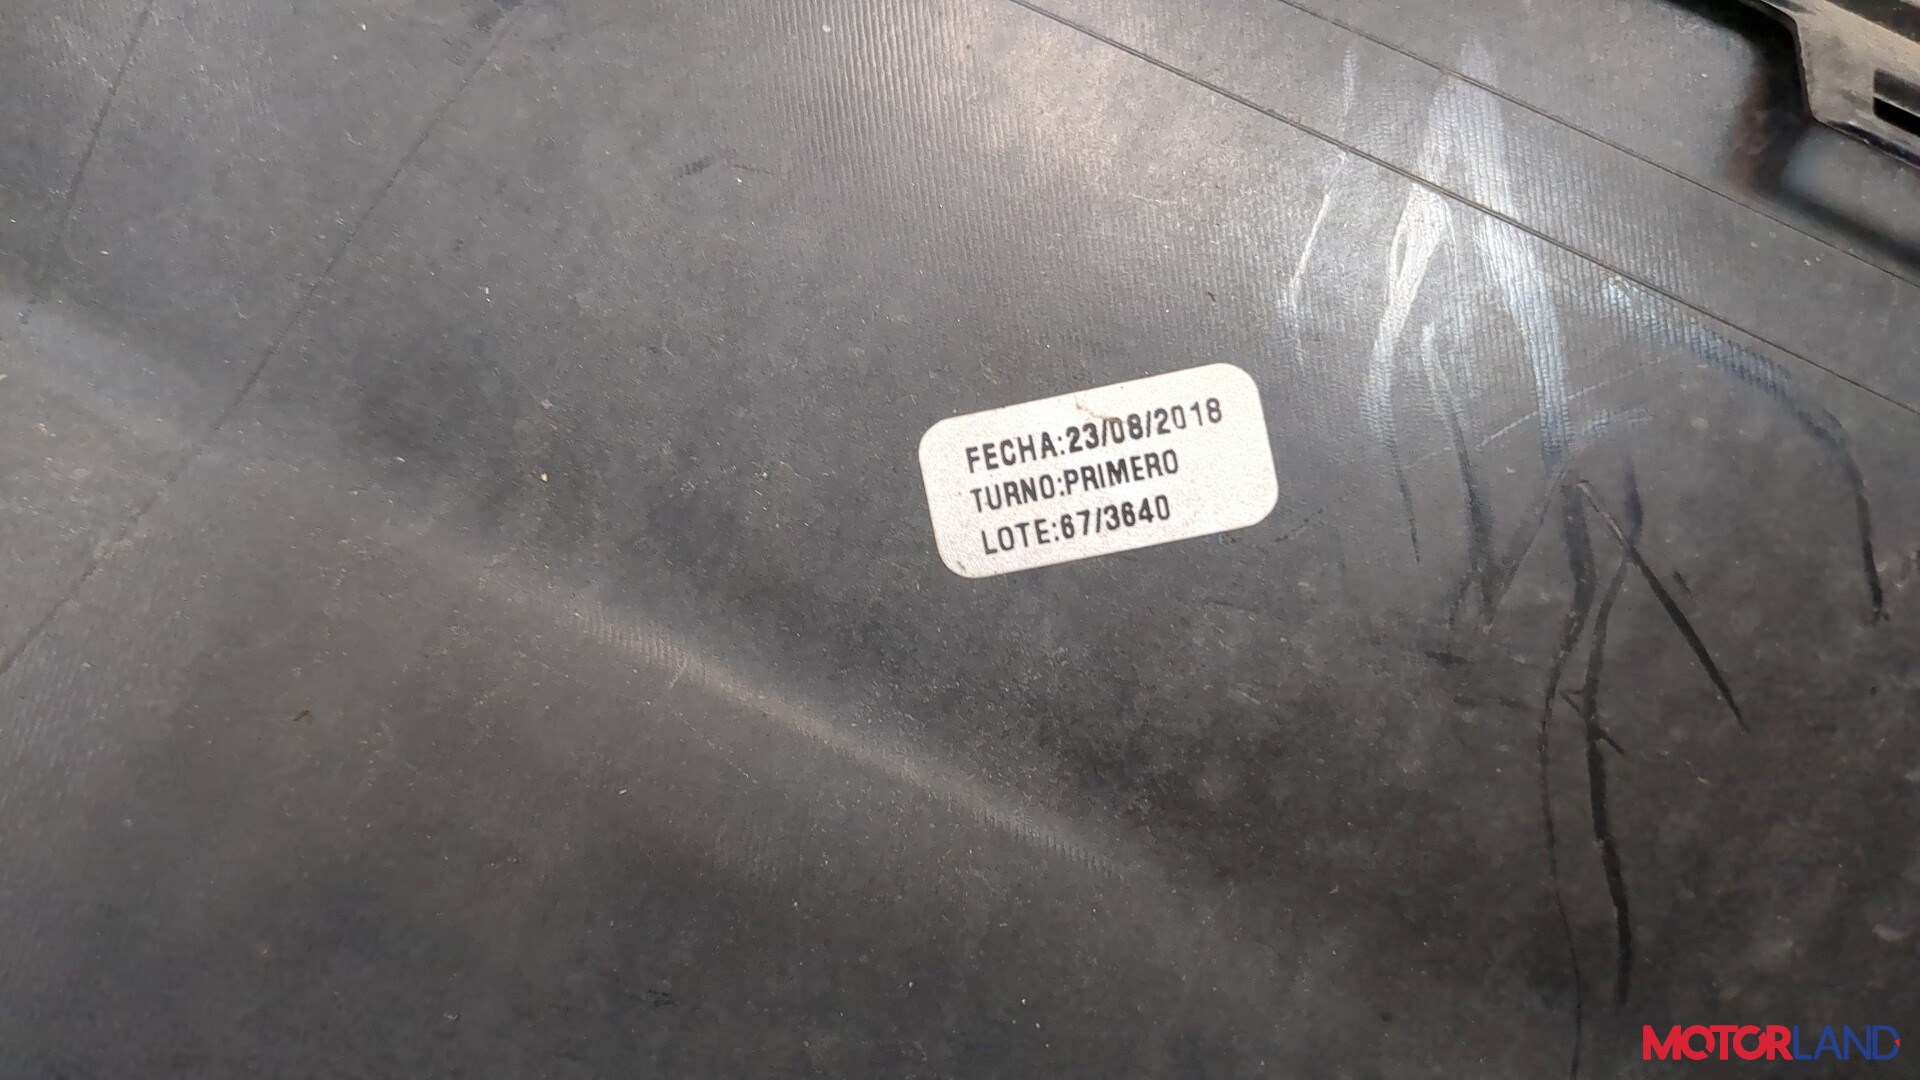 FECHA:23/08/2018
TURNO:PRIMERO
LOTE:67/3640
MOTORLAND